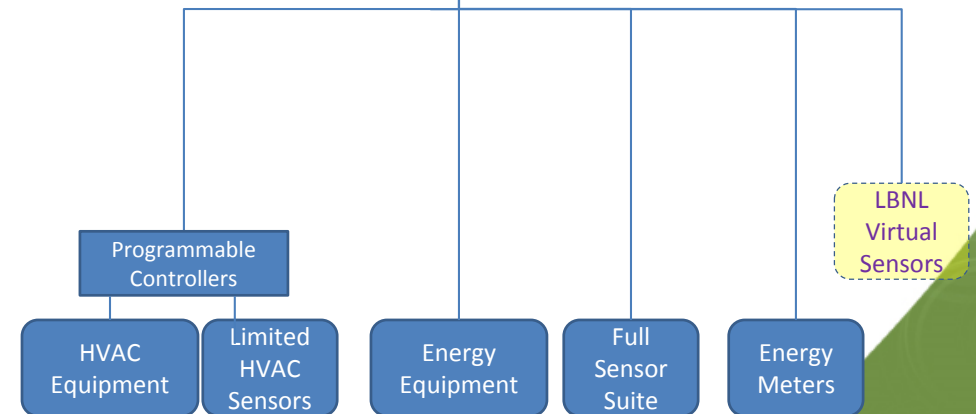 LBNL
Virtual
Sensors
Programmable
Controllers
HVAC
Equipment
Limited
HVAC
Sensors
Energy
Equipment
Full
Sensor
Suite
Energy
Meters